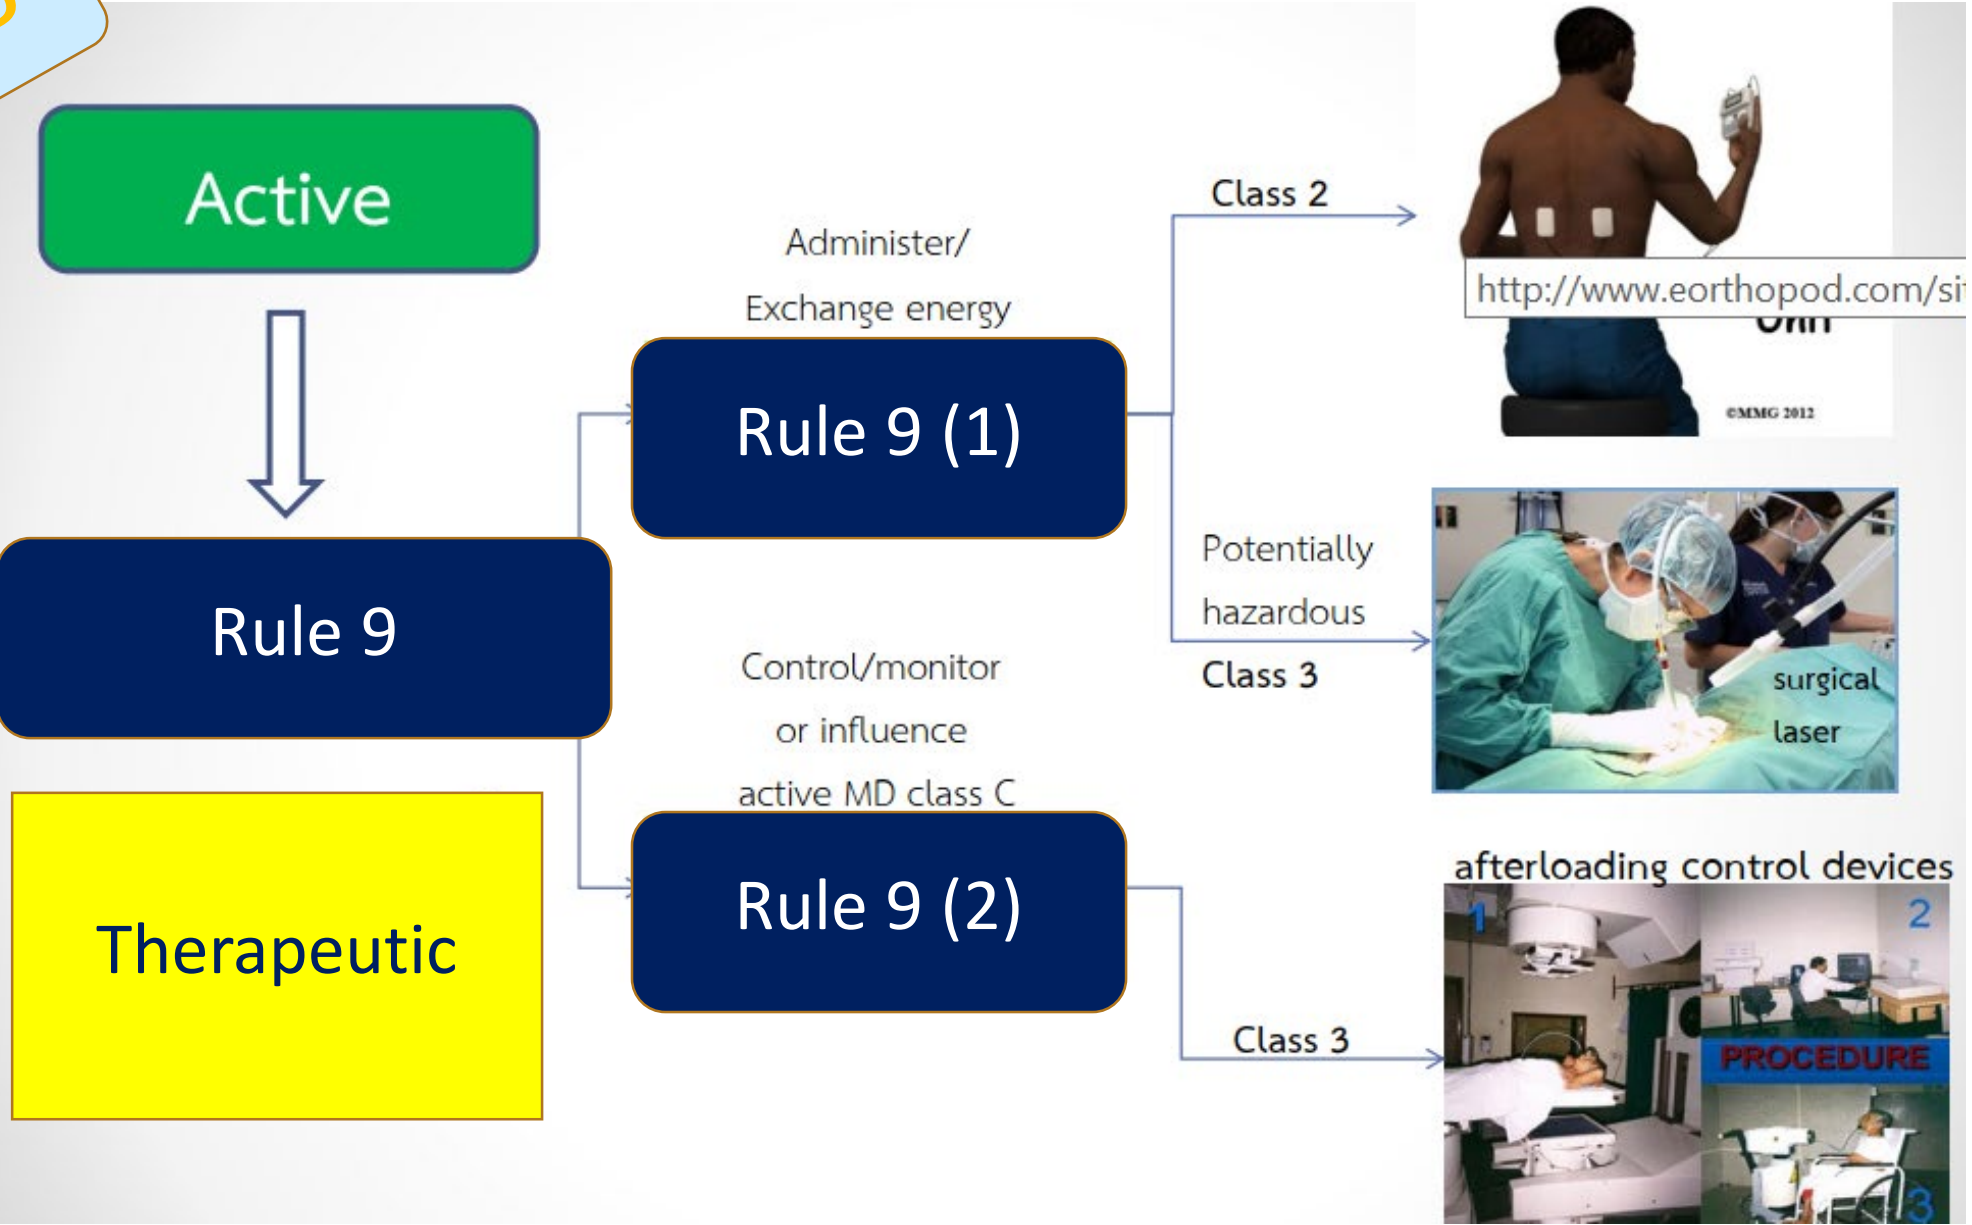 Active
Rule 9
Therapeutic
Administer/
Exchange energy
Rule 9 (1)
Control/monitor
or influence
active MD class C
Rule 9 (2)
Class 2
http://www.eorthopod.com/sit
©MMG 2012
Potentially
hazardous
Class 3
surgical
laser
afterloading control devices
1
2
PROCEDURE
3
Class 3